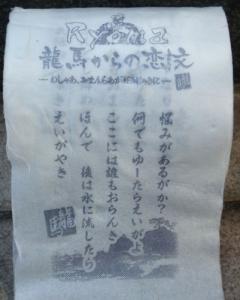 RyoMa
龍馬からの恋文
悩みがあるがか?
何でもゆーたらえいがよ
ここには誰もおらんき
ほんで 後は水に流したら
えいがやき